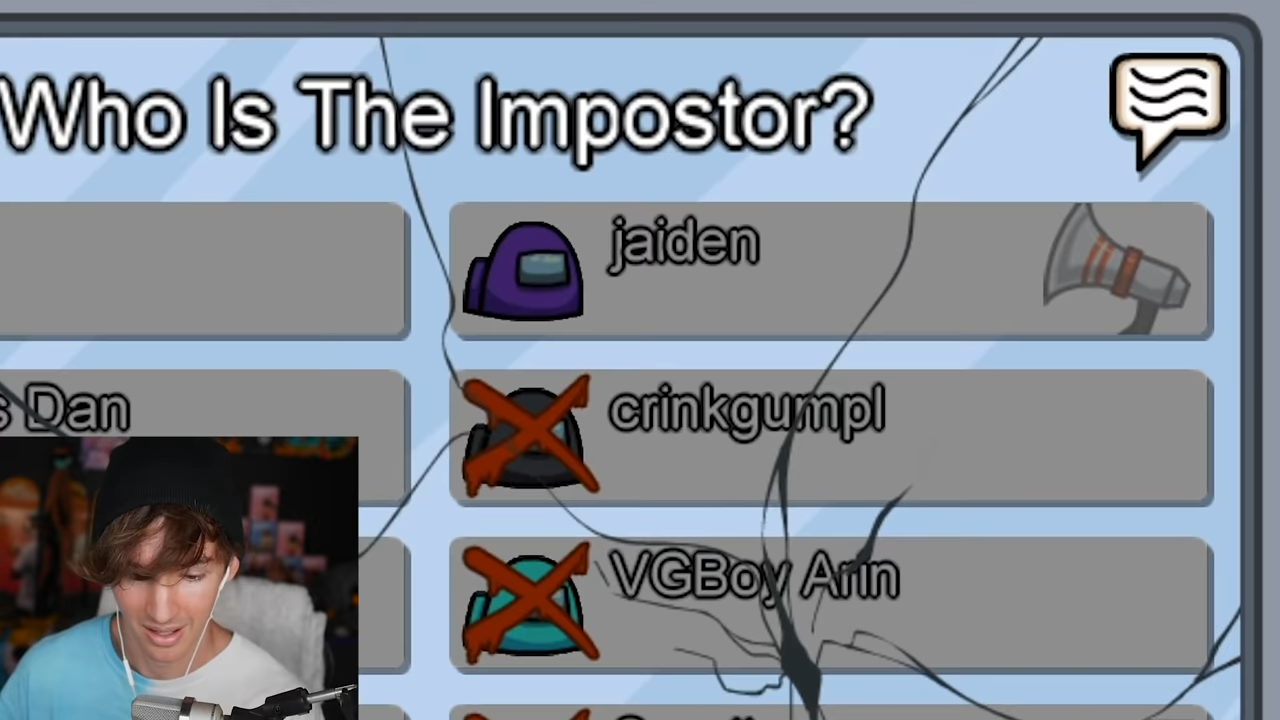 Who Is The Impostor?
jaiden
s Dan
crinkgumpl
VGBoy Arin